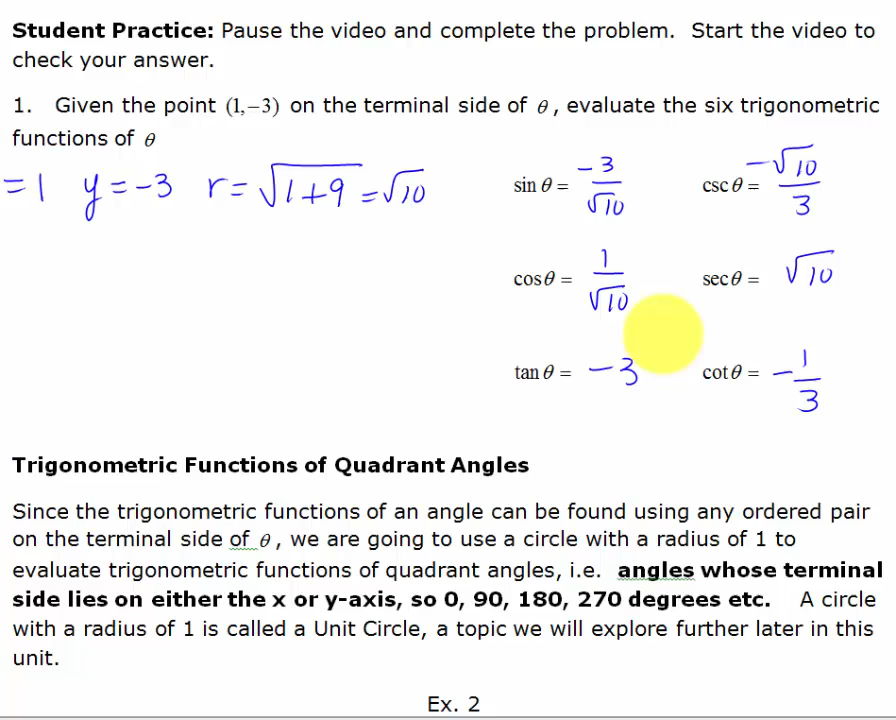 Student Practice: Pause the video and complete the problem. Start the video to
check your answer.
1. Given the point (1,−3) on the terminal side of θ, evaluate the six trigonometric
functions of θ
= 1 y = −3 r = √(1+9) = √10
sin θ = −3/√10 csc θ = −√10/3
cos θ = 1/√10 sec θ = √10
tan θ = −3 cot θ = −1/3
Trigonometric Functions of Quadrant Angles
Since the trigonometric functions of an angle can be found using any ordered pair
on the terminal side of θ, we are going to use a circle with a radius of 1 to
evaluate trigonometric functions of quadrant angles, i.e. angles whose terminal
side lies on either the x or y-axis, so 0, 90, 180, 270 degrees etc. A circle
with a radius of 1 is called a Unit Circle, a topic we will explore further later in this
unit.
Ex. 2